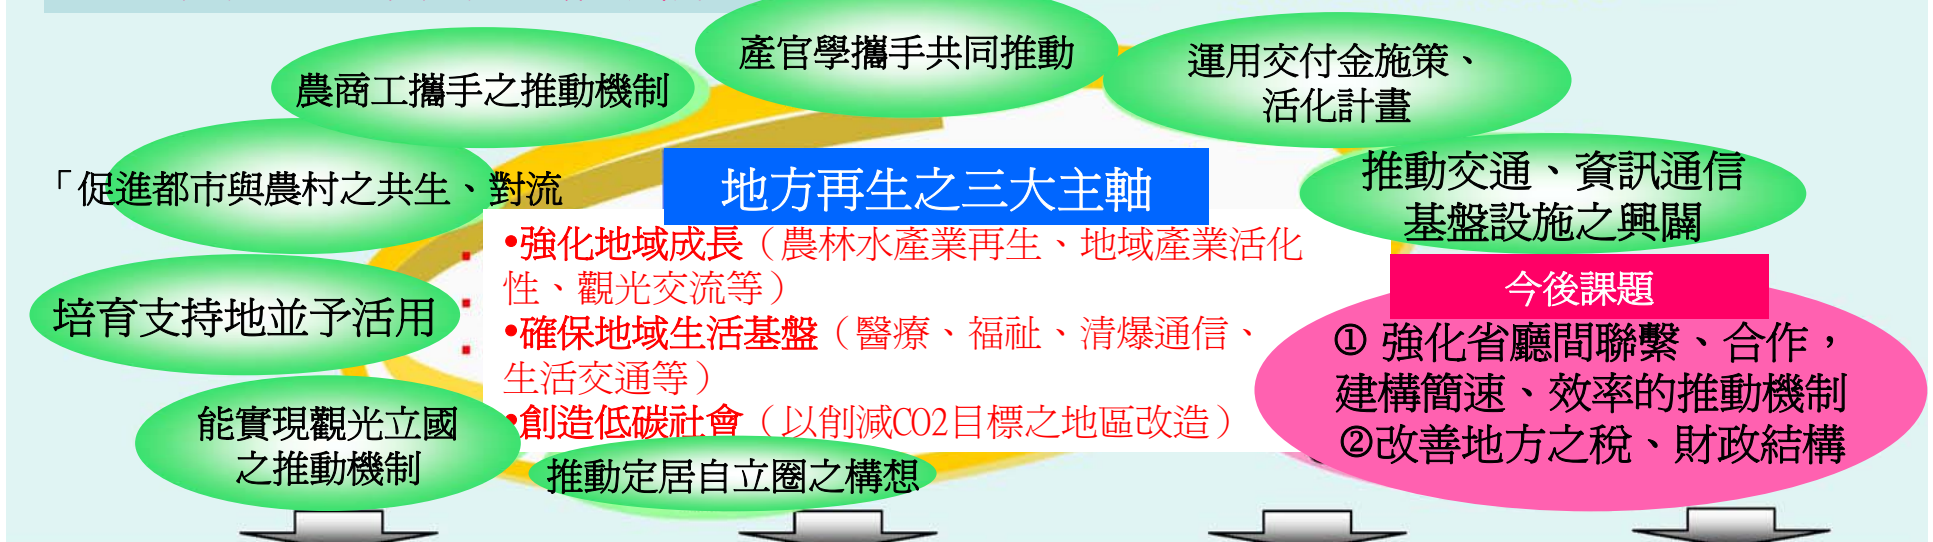 產官學攜手共同推動
運用交付金施策、
活化計畫
農商工攜手之推動機制
推動交通、資訊通信
基盤設施之興闢
「促進都市與農村之共生、對流
地方再生之三大主軸
•強化地域成長（農林水產業再生、地域產業活化
性、觀光交流等）
•確保地域生活基盤（醫療、福祉、清爆通信、
生活交通等）
•創造低碳社會（以削減CO2目標之地區改造）
培育支持地並予活用
今後課題
① 強化省廳間聯繫、合作，
建構簡速、效率的推動機制
②改善地方之稅、財政結構
能實現觀光立國
之推動機制
推動定居自立圈之構想